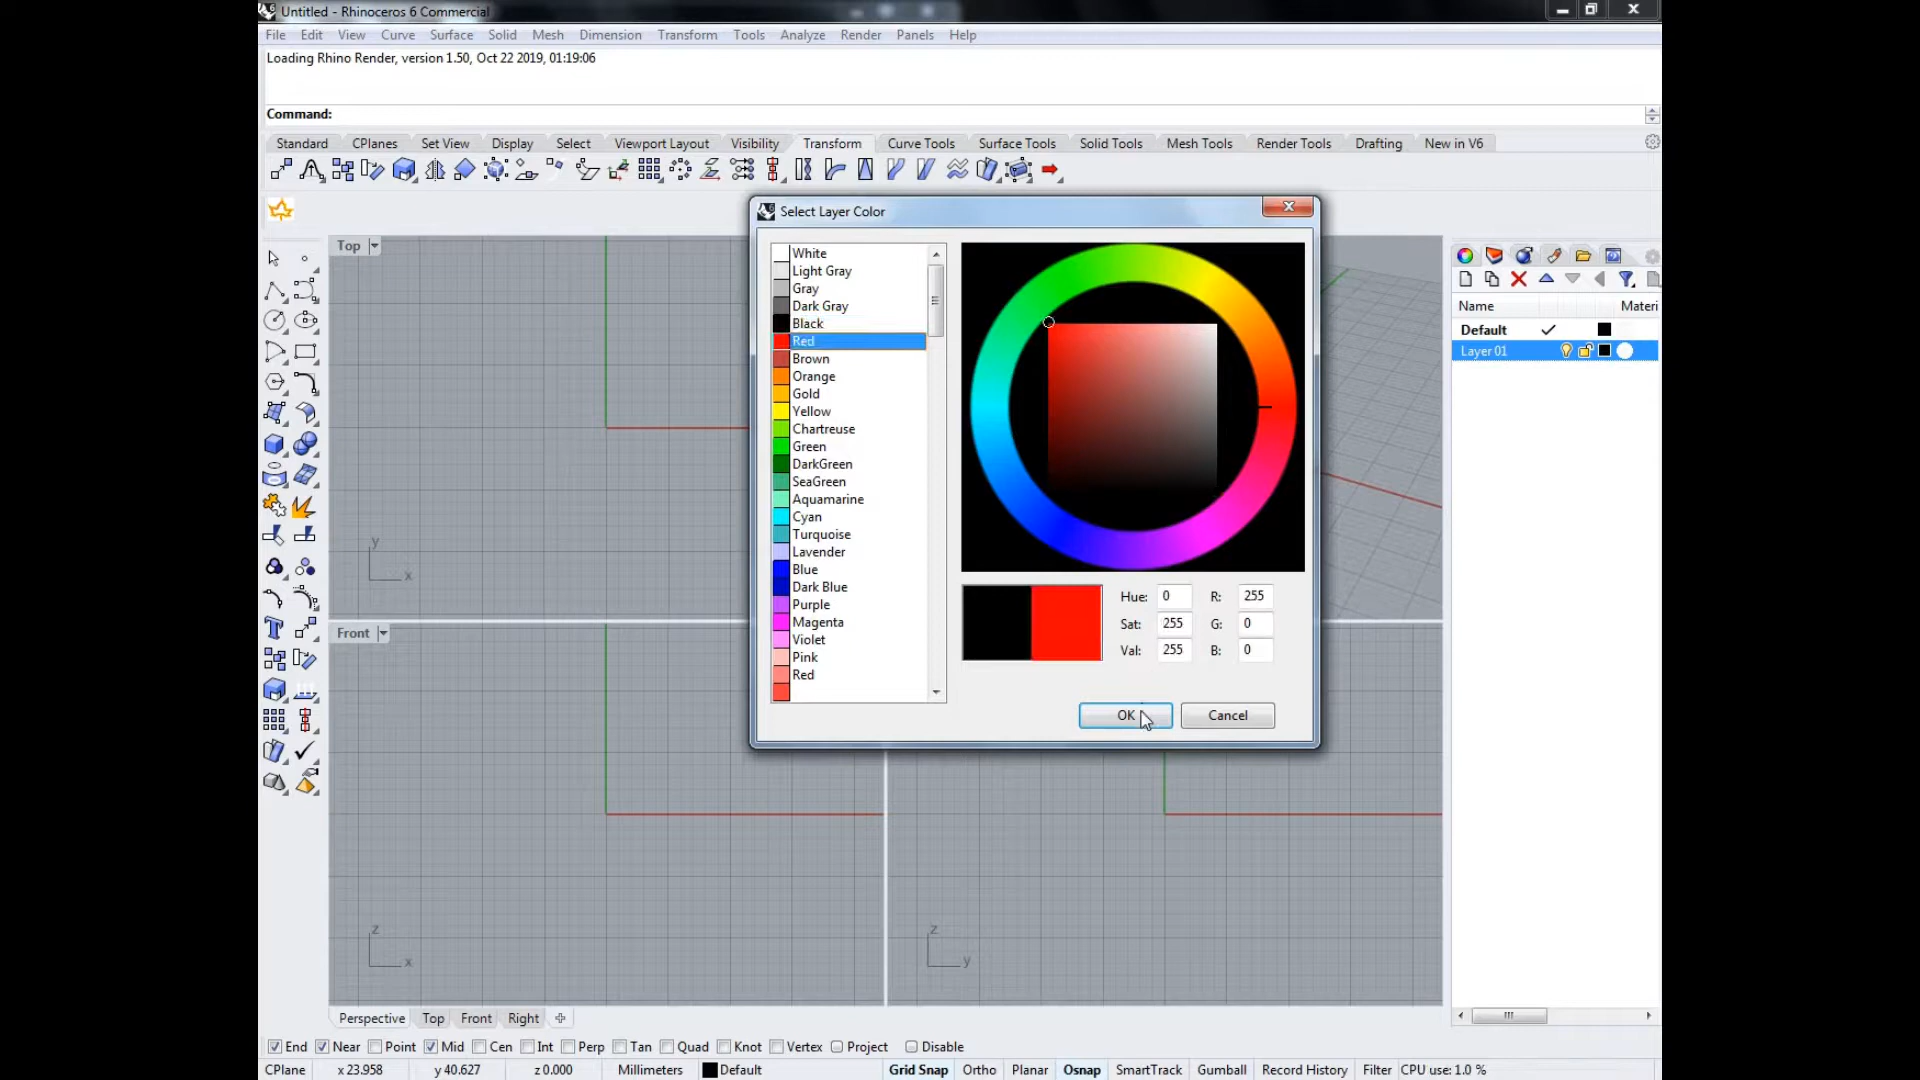 Untitled - Rhinoceros 6 Commercial
File Edit View Curve Surface Solid Mesh Dimension Transform Tools Analyze Render Panels Help
Loading Rhino Render, version 1.50, Oct 22 2019, 01:19:06
Command:
Standard CPlanes Set View Display Select Viewport Layout Visibility Transform Curve Tools Surface Tools Solid Tools Mesh Tools Render Tools Drafting New in V6
Select Layer Color
Top
White
Light Gray
Gray
Dark Gray
Black
Red
Brown
Orange
Gold
Yellow
Chartreuse
Green
DarkGreen
SeaGreen
Aquamarine
Cyan
Turquoise
Lavender
Blue
Dark Blue
Purple
Magenta
Violet
Pink
Red
Hue: 0 R: 255
Sat: 255 G: 0
Val: 255 B: 0
OK Cancel
Name Materi
Default
Layer 01
y
x
Front
z
x
z
y
Perspective Top Front Right
End Near Point Mid Cen Int Perp Tan Quad Knot Vertex Project Disable
CPlane x 23.958 y 40.627 z 0.000 Millimeters Default Grid Snap Ortho Planar Osnap SmartTrack Gumball Record History Filter CPU use: 1.0 %